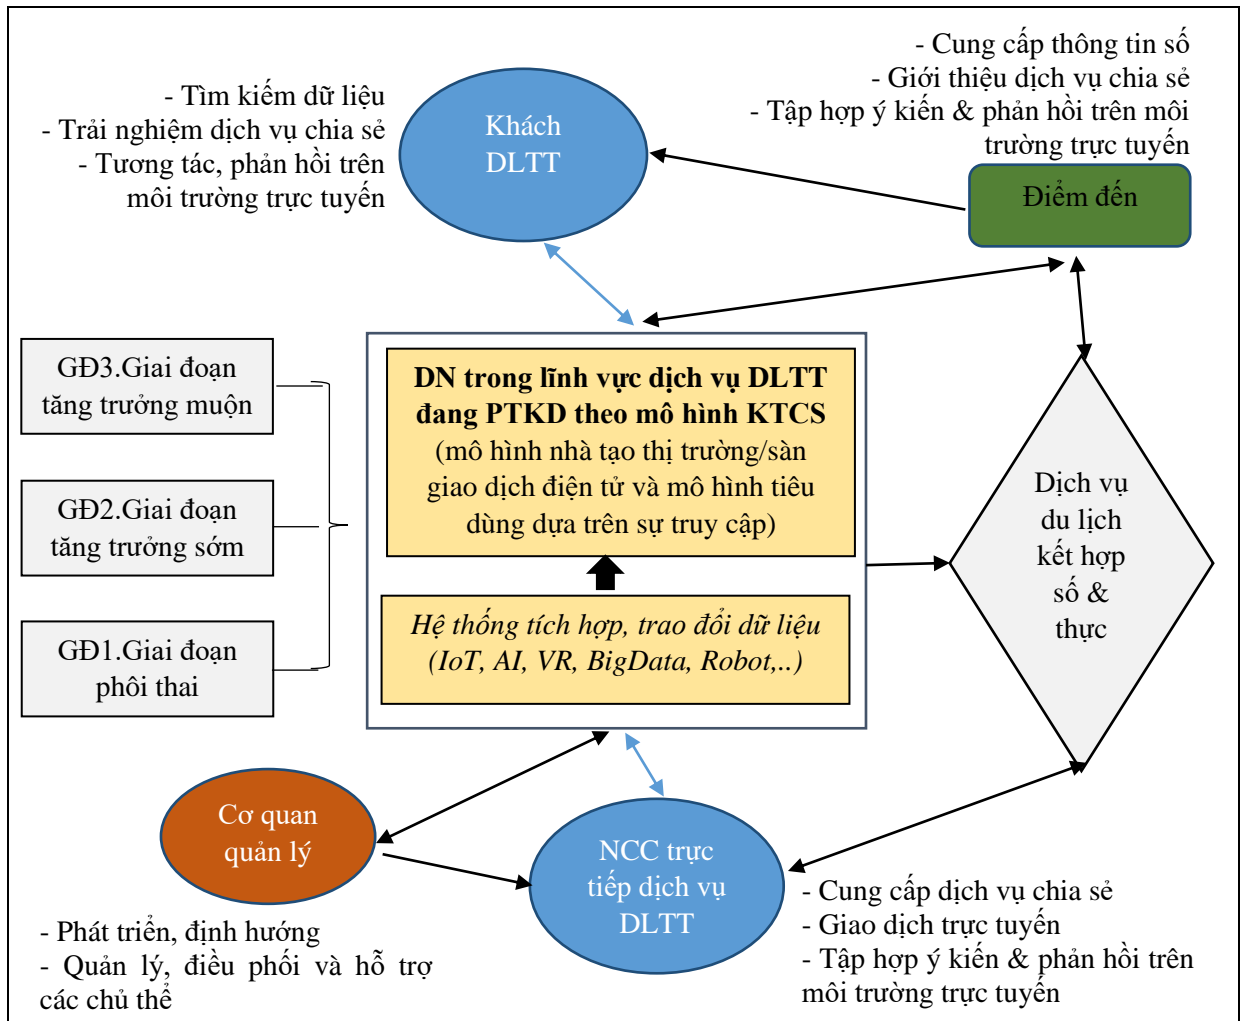 - Tìm kiếm dữ liệu
- Trải nghiệm dịch vụ chia sẻ
- Tương tác, phản hồi trên
môi trường trực tuyến
Khách
DLTT
- Cung cấp thông tin số
- Giới thiệu dịch vụ chia sẻ
- Tập hợp ý kiến & phản hồi trên môi
trường trực tuyến
Điểm đến
GĐ3.Giai đoạn
tăng trưởng muộn
GĐ2.Giai đoạn
tăng trưởng sớm
GĐ1.Giai đoạn
phôi thai
DN trong lĩnh vực dịch vụ DLTT
đang PTKD theo mô hình KTCS
(mô hình nhà tạo thị trường/sàn
giao dịch điện tử và mô hình tiêu
dùng dựa trên sự truy cập)
Hệ thống tích hợp, trao đổi dữ liệu
(IoT, AI, VR, BigData, Robot,..)
Dịch vụ
du lịch
kết hợp
số &
thực
Cơ quan
quản lý
- Phát triển, định hướng
- Quản lý, điều phối và hỗ trợ
các chủ thể
NCC trực
tiếp dịch vụ
DLTT
- Cung cấp dịch vụ chia sẻ
- Giao dịch trực tuyến
- Tập hợp ý kiến & phản hồi trên
môi trường trực tuyến